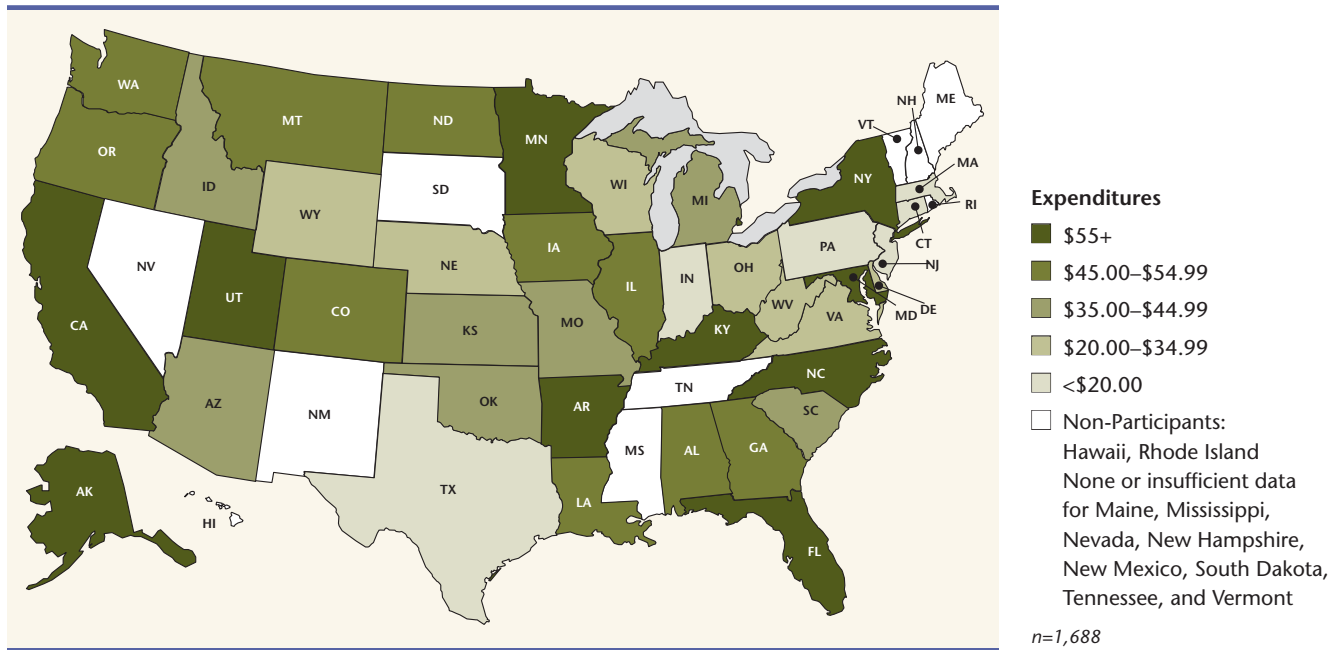 WA
MT
ND
MN
OR
ID
SD
WI
MI
NY
VT
NH
ME
MA
RI
CT
NJ
DE
MD
WY
NE
IA
IL
IN
OH
PA
WV
VA
NV
UT
CO
KS
MO
KY
CA
AZ
NM
OK
AR
TN
NC
SC
MS
AL
GA
TX
LA
FL
AK
HI
Expenditures
$55+
$45.00–$54.99
$35.00–$44.99
$20.00–$34.99
<$20.00
Non-Participants:
Hawaii, Rhode Island
None or insufficient data
for Maine, Mississippi,
Nevada, New Hampshire,
New Mexico, South Dakota,
Tennessee, and Vermont
n=1,688